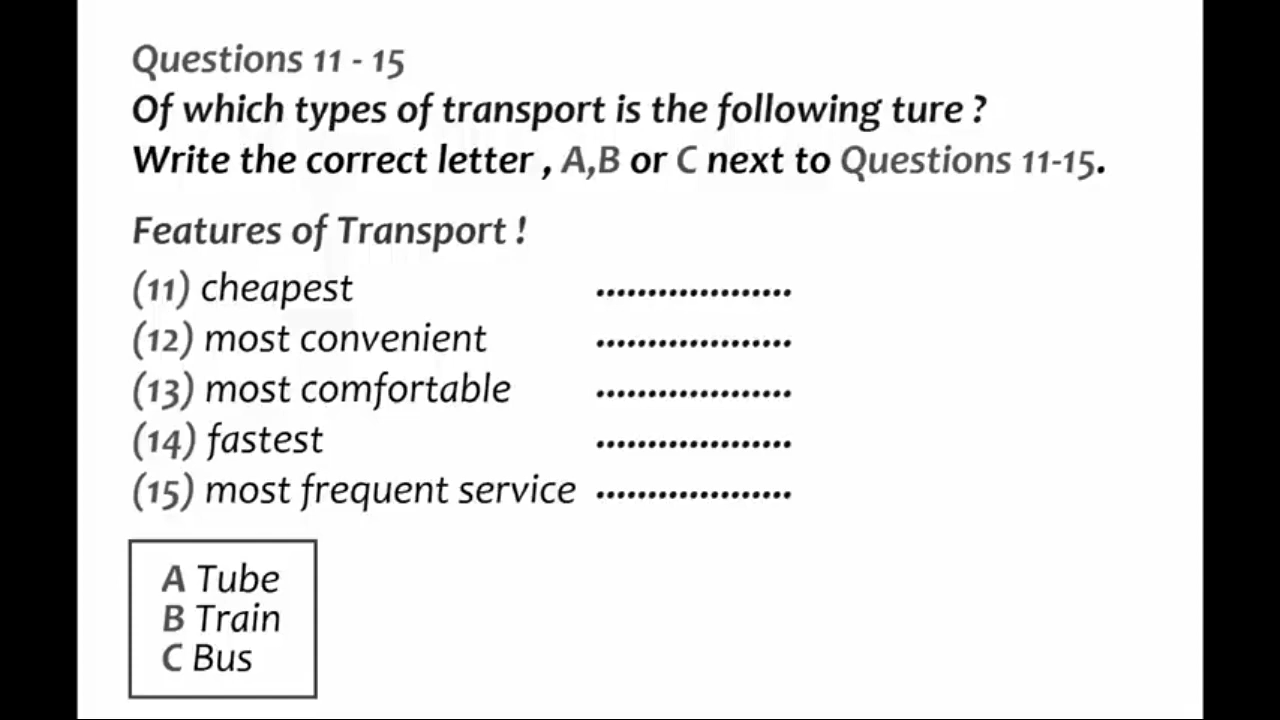 Questions 11 - 15
Of which types of transport is the following ture ?
Write the correct letter , A,B or C next to Questions 11-15.
Features of Transport !
(11) cheapest ...................
(12) most convenient ...................
(13) most comfortable ...................
(14) fastest ...................
(15) most frequent service ...................
A Tube
B Train
C Bus